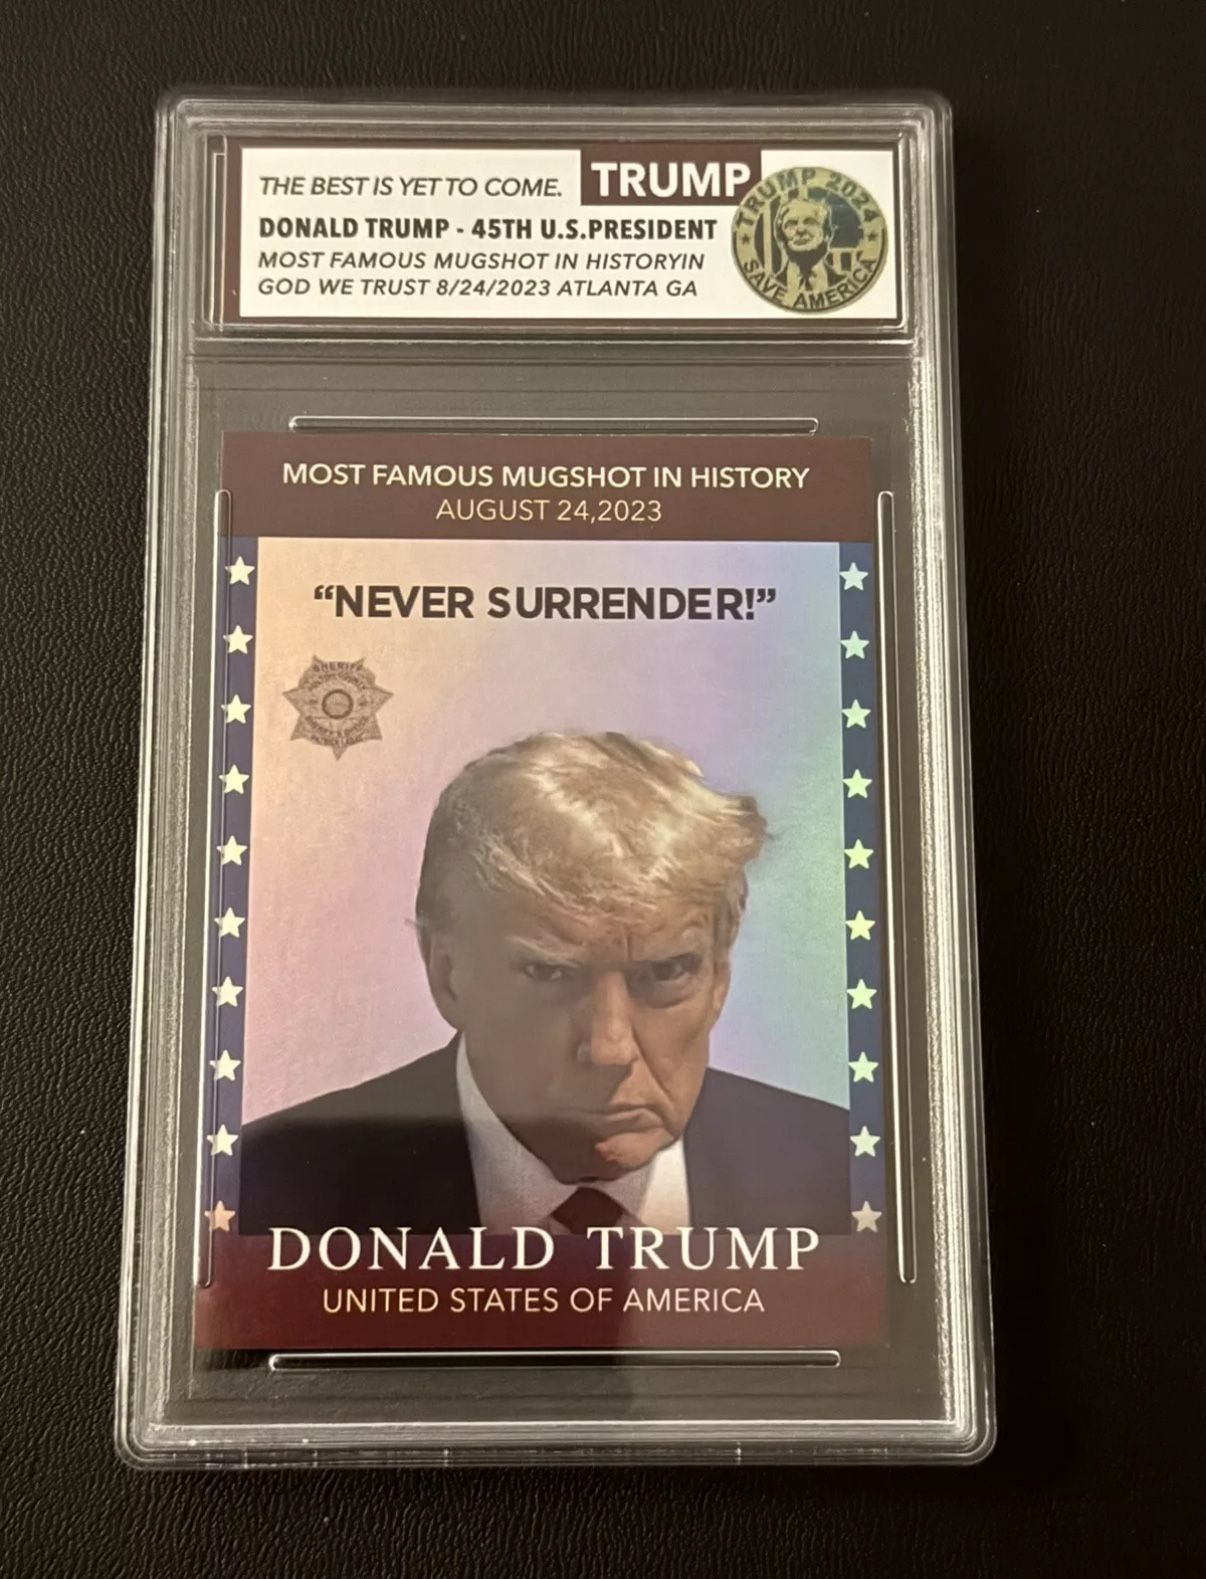 THE BEST IS YET TO COME.
TRUMP
DONALD TRUMP - 45TH U.S.PRESIDENT
MOST FAMOUS MUGSHOT IN HISTORYIN
GOD WE TRUST 8/24/2023 ATLANTA GA
TRUMP 2024
SAVE AMERICA
MOST FAMOUS MUGSHOT IN HISTORY
AUGUST 24,2023
“NEVER SURRENDER!”
SHERIFF
DONALD TRUMP
UNITED STATES OF AMERICA